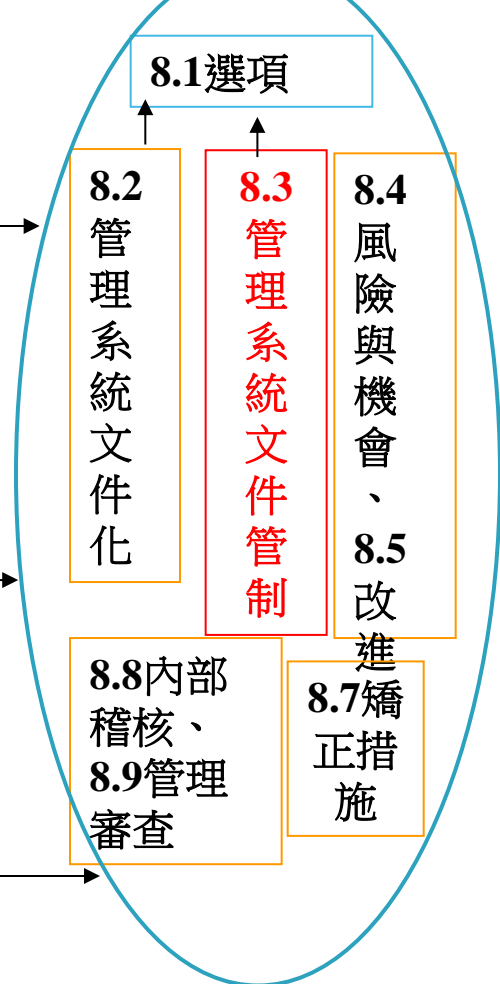 8.1選項
8.2
管
理
系
統
文
件
化
8.3
管
理
系
統
文
件
管
制
8.4
風
險
與
機
會
、
8.5
改
進
8.8內部
稽核、
8.9管理
審查
8.7矯
正措
施